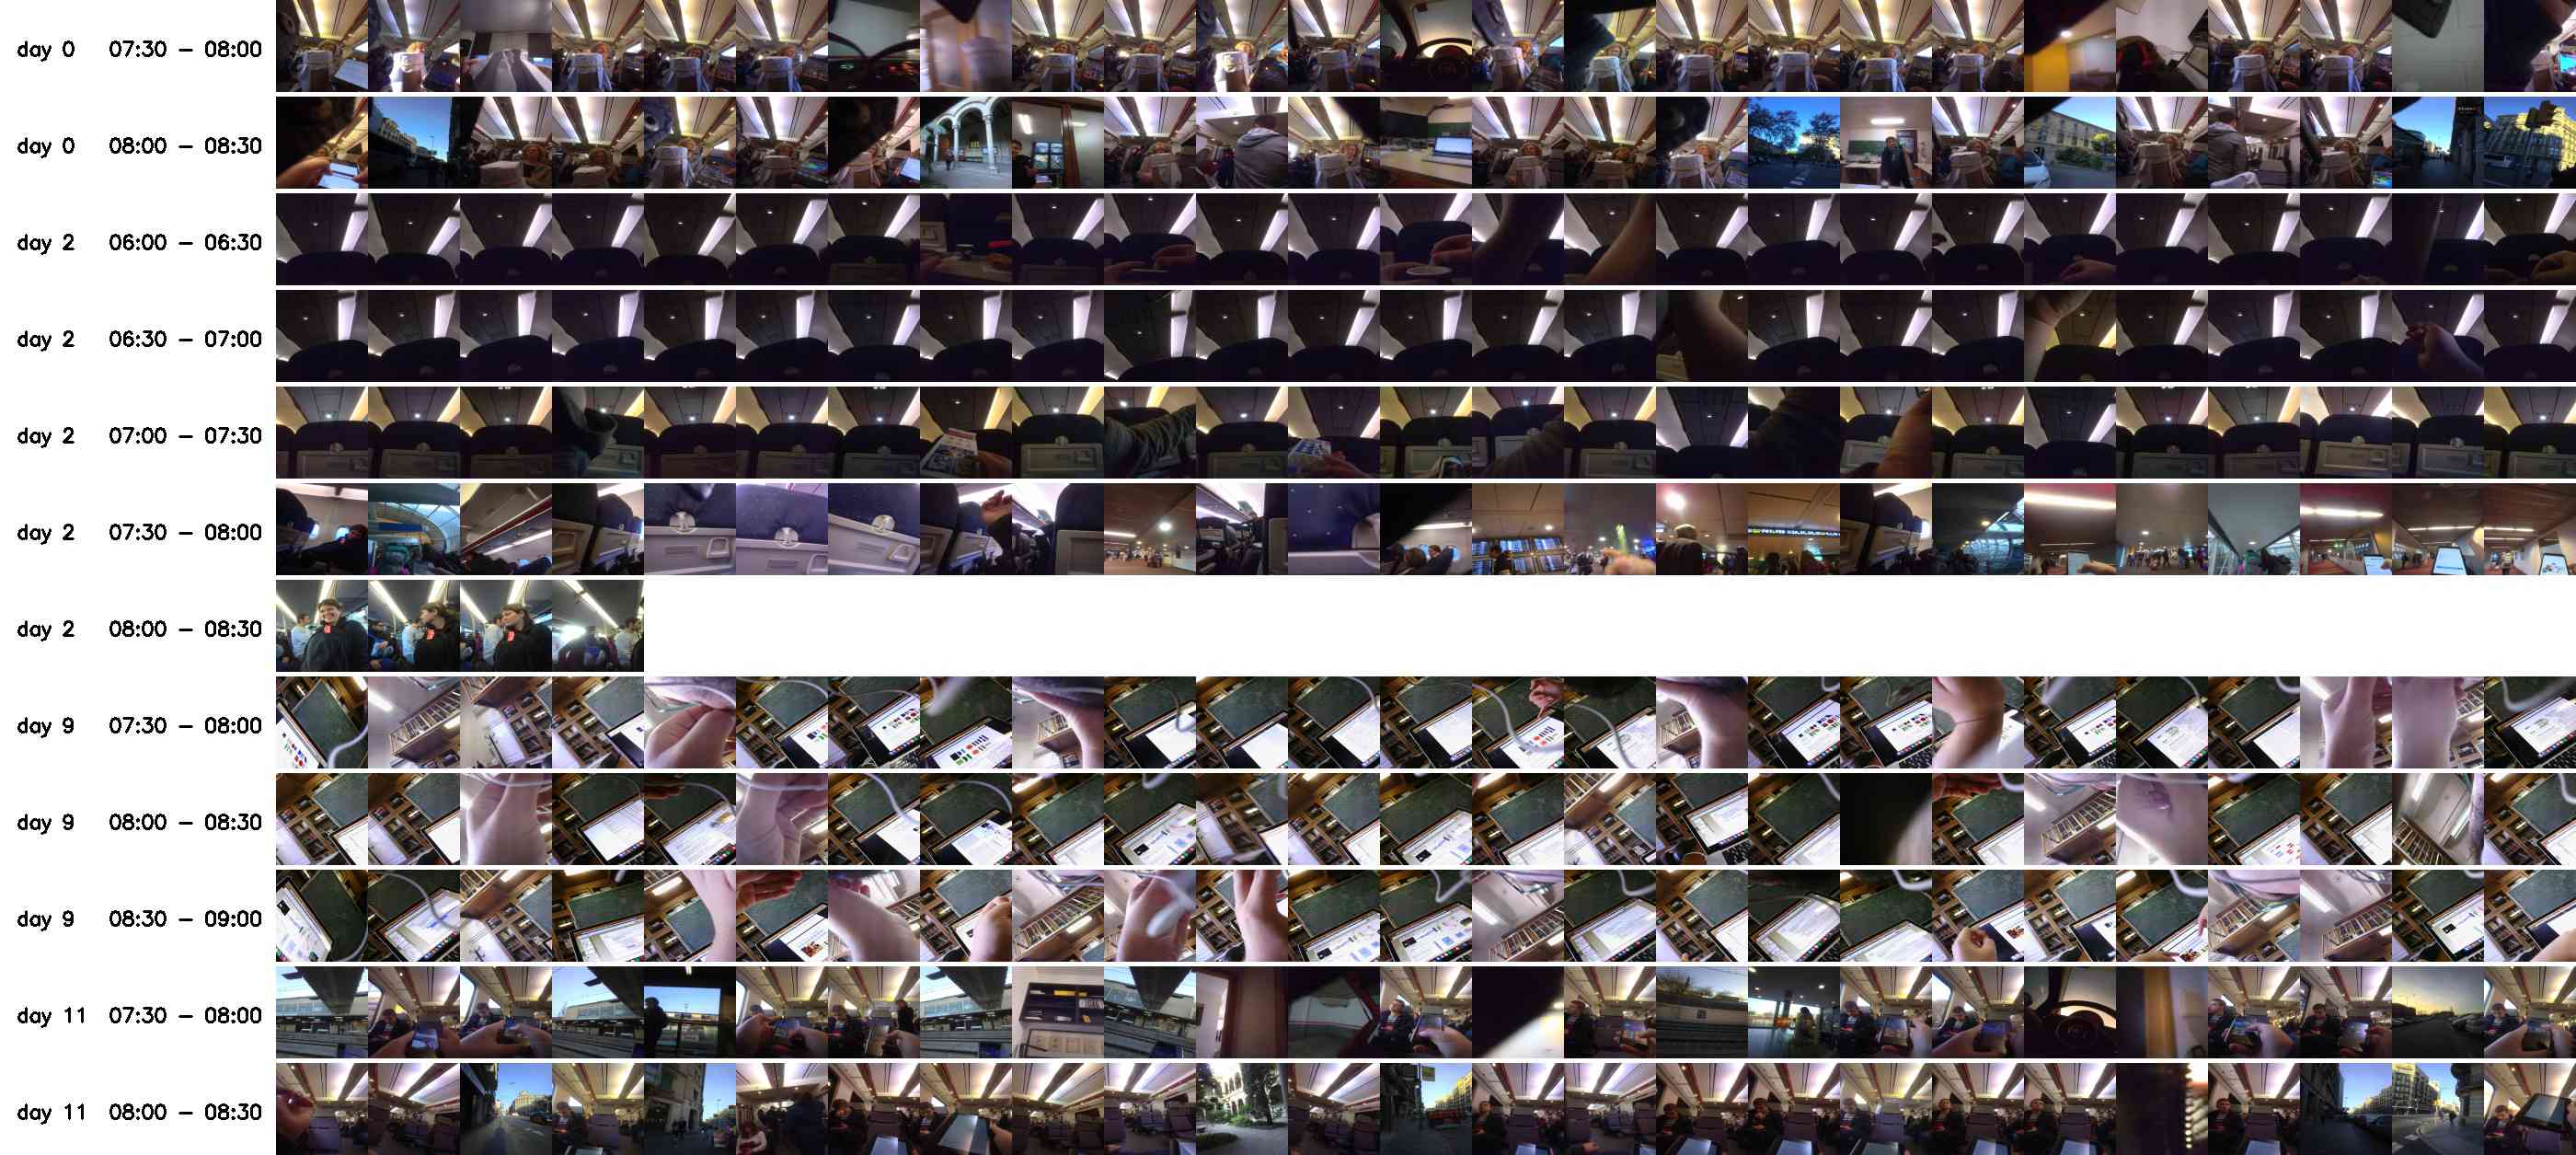 day 0 07:30 - 08:00
day 0 08:00 - 08:30
day 2 06:00 - 06:30
day 2 06:30 - 07:00
day 2 07:00 - 07:30
day 2 07:30 - 08:00
day 2 08:00 - 08:30
day 9 07:30 - 08:00
day 9 08:00 - 08:30
day 9 08:30 - 09:00
day 11 07:30 - 08:00
day 11 08:00 - 08:30